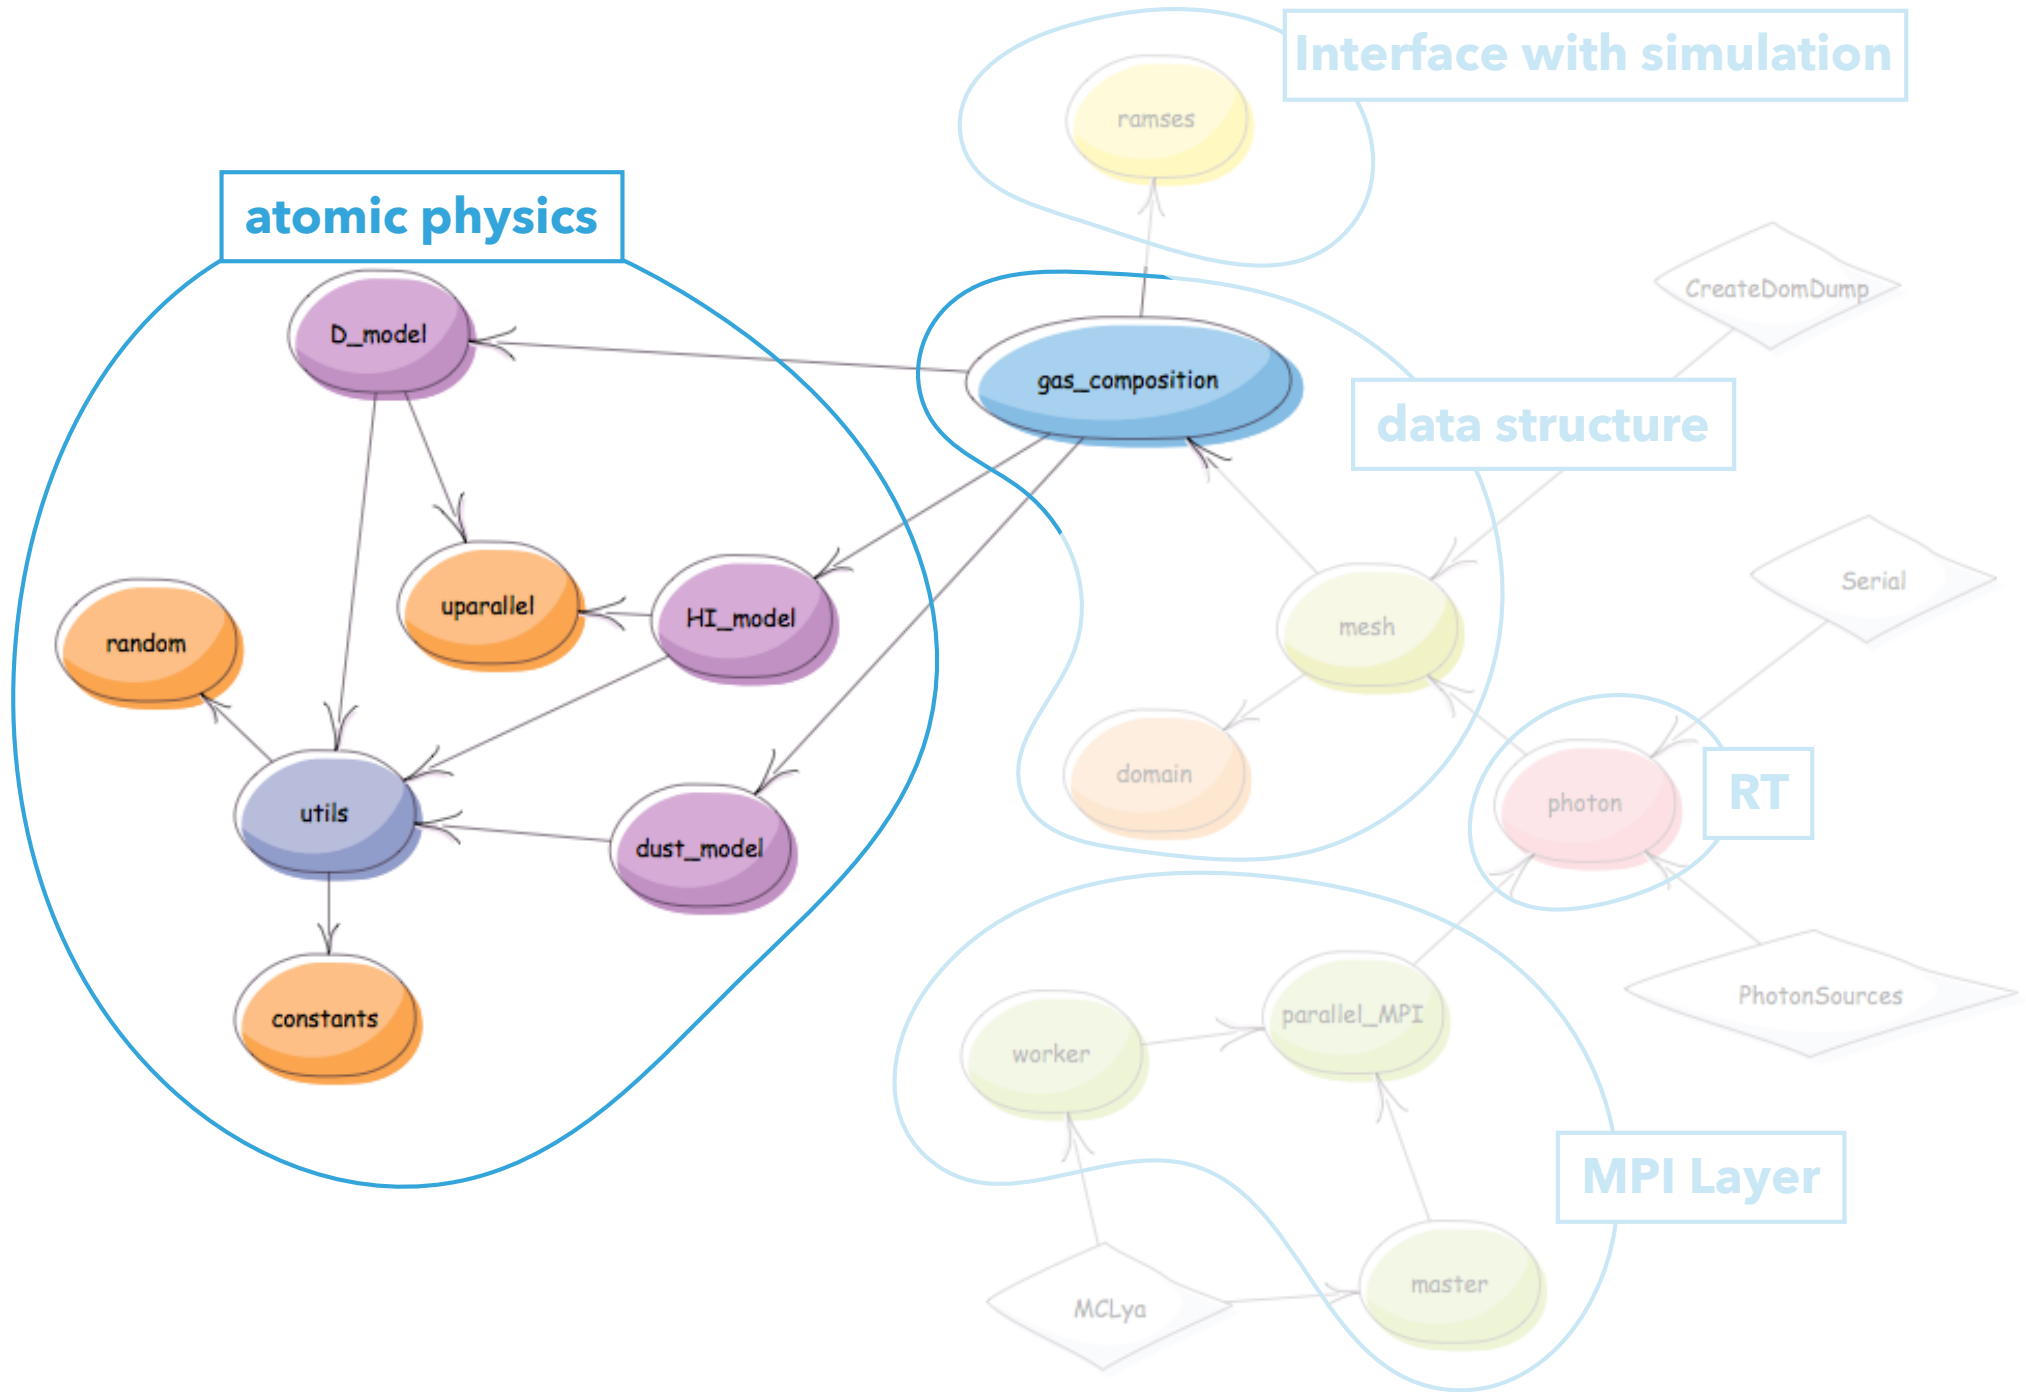 Interface with simulation
ramses
atomic physics
CreateDomDump
D_model
gas_composition
data structure
Serial
uparallel
HI_model
mesh
random
domain
RT
photon
utils
dust_model
PhotonSources
constants
parallel_MPI
worker
MPI Layer
master
MCLya